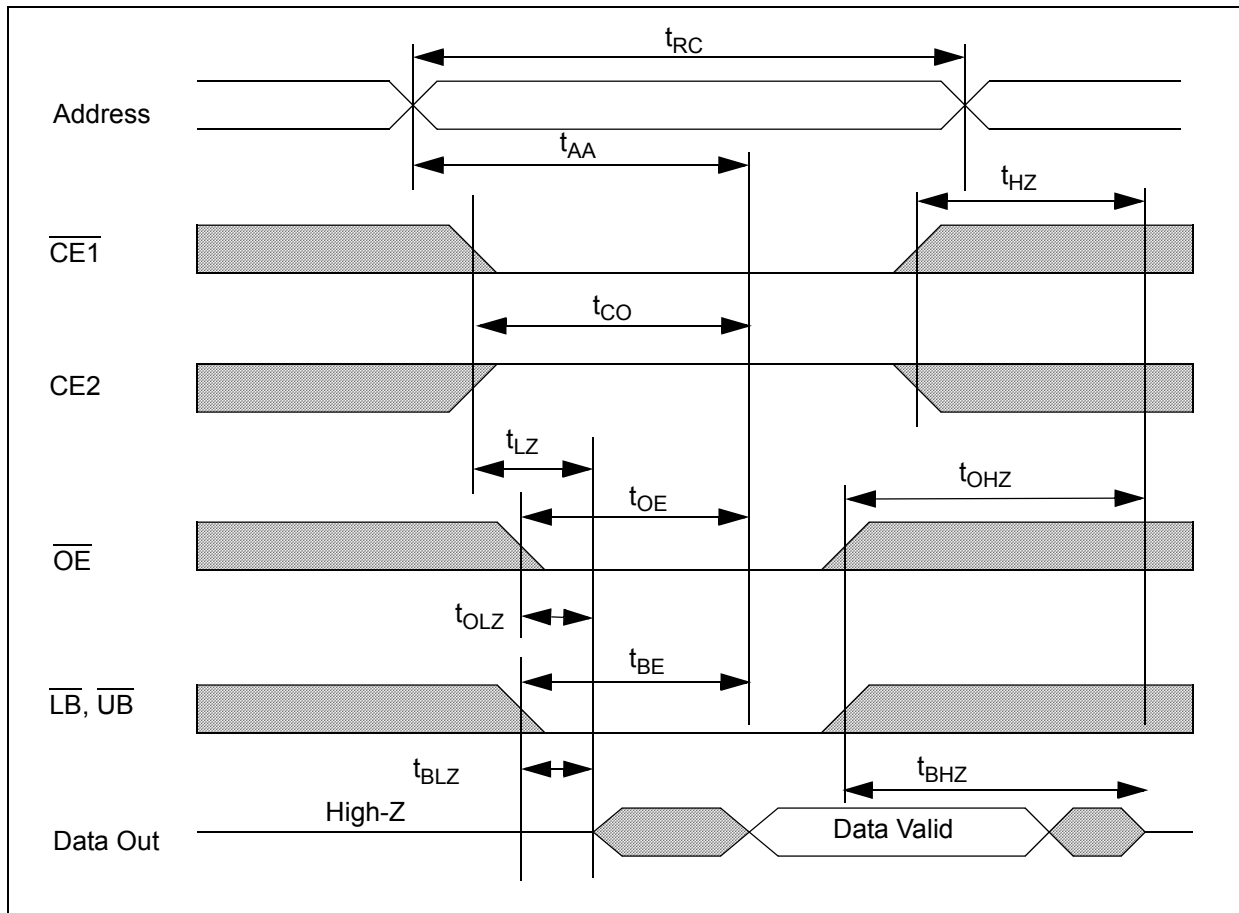 tRC
Address
tAA
tHZ
CE1
tCO
CE2
tLZ
tOHZ
tOE
OE
tOLZ
tBE
LB, UB
tBLZ
tBHZ
High-Z
Data Out
Data Valid